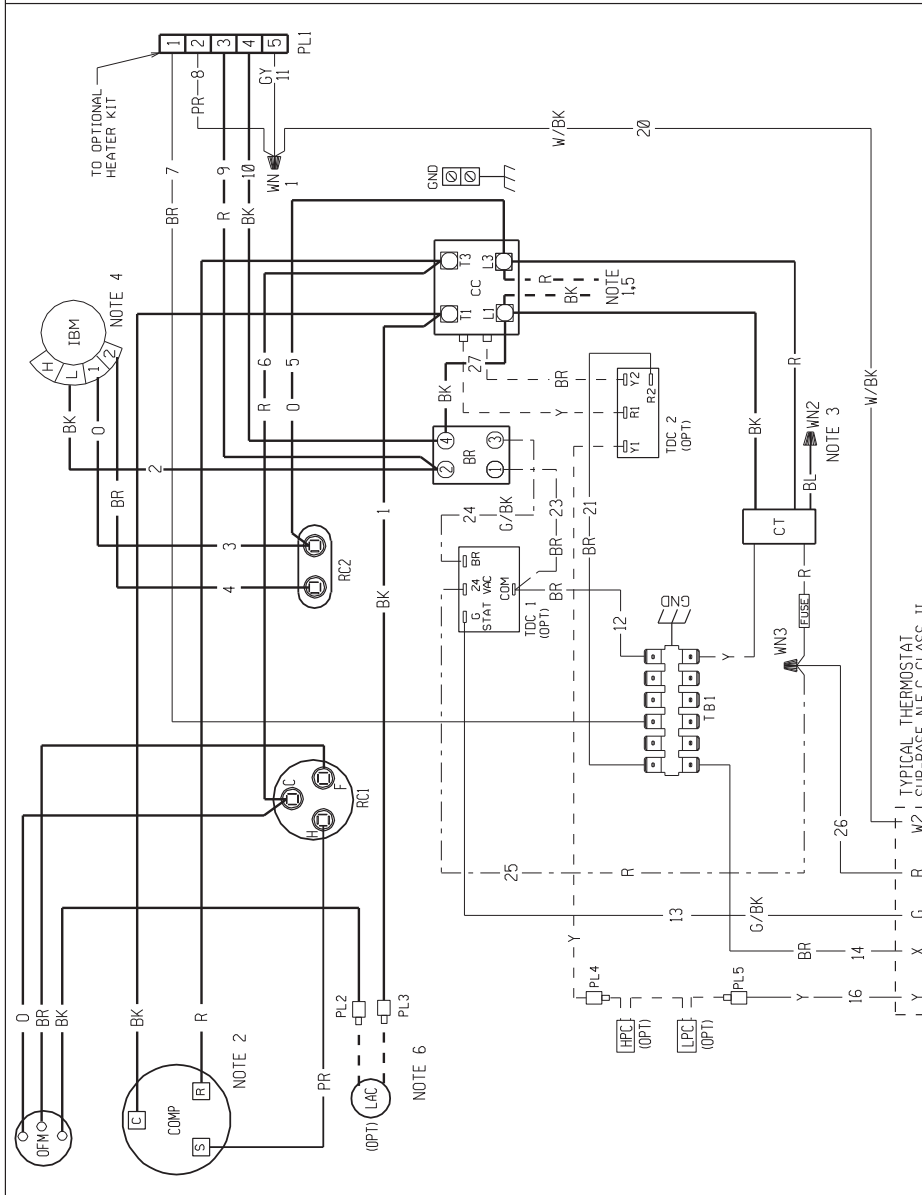 1
2
3
4
5
PL1
TO OPTIONAL
HEATER KIT
PR
8
GY
11
BR
7
R
9
BK
10
WN
1
W/BK
20
GND
H
L
1
2
IBM
NOTE 4
BK
O
BR
2
3
4
RC2
R
6
O
5
T3
T1
CC
L3
L1
R
BK
NOTE
1,5
27
BK
BR
Y
4
3
2
1
BR
Y2
R1
R2
Y1
TDC 2
(OPT)
1
BK
24
G/BK
23
BR
BR
24 VAC
G
STAT
COM
TDC 1
(OPT)
BR
21
BR
12
GND
TB1
Y
BK
R
WN2
NOTE 3
BL
CT
R
FUSE
WN3
W/BK
C
F
H
RC1
25
R
26
13
G/BK
BR
14
Y
16
PL4
PL5
HPC
(OPT)
LPC
(OPT)
O
BR
BK
OFM
BK
R
C
R
S
COMP
NOTE 2
PR
PL2
PL3
LAC
(OPT)
NOTE 6
TYPICAL THERMOSTAT
SUB-BASE N.E.C CLASS II
W2
R
G
X
Y